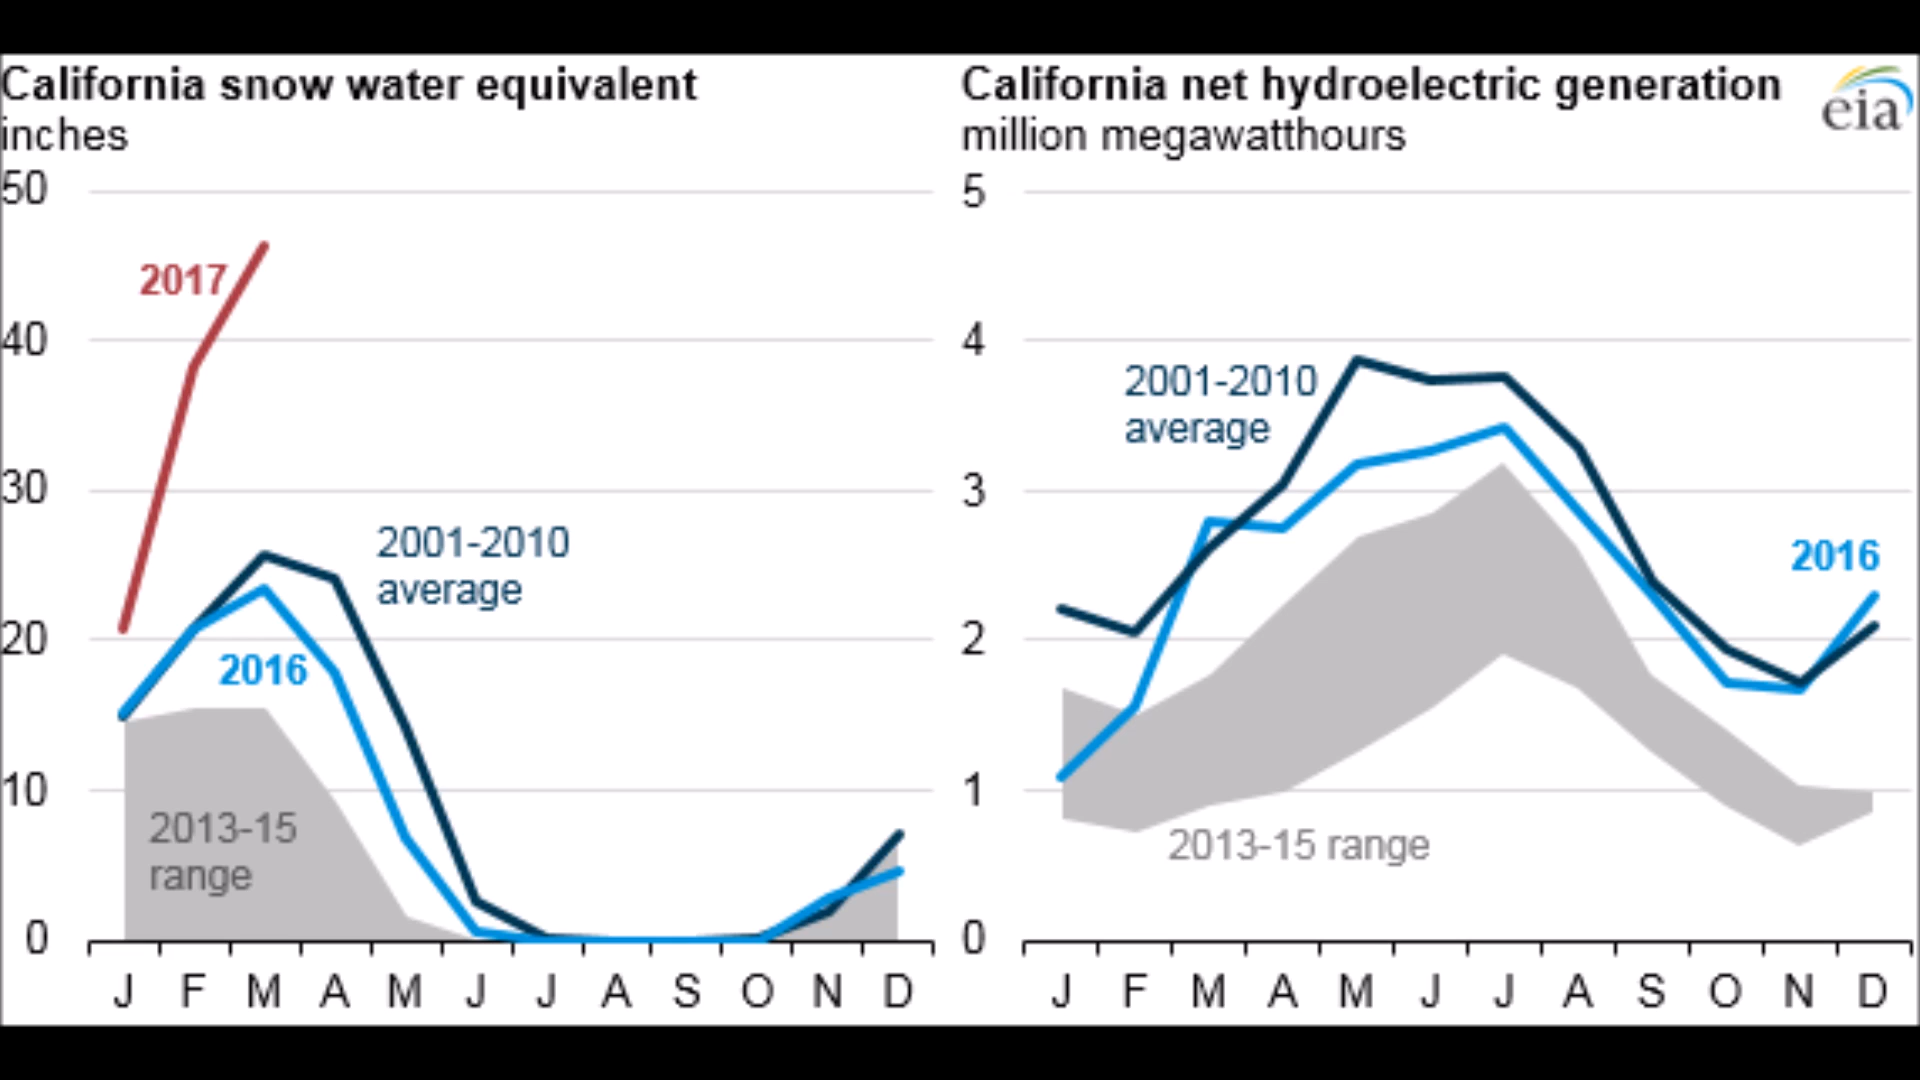 California snow water equivalent
inches
50
40
30
20
10
0
2017
2001-2010
average
2016
2013-15
range
J F M A M J J A S O N D
California net hydroelectric generation
million megawatthours
eia
5
4
3
2
1
0
2001-2010
average
2016
2013-15 range
J F M A M J J A S O N D